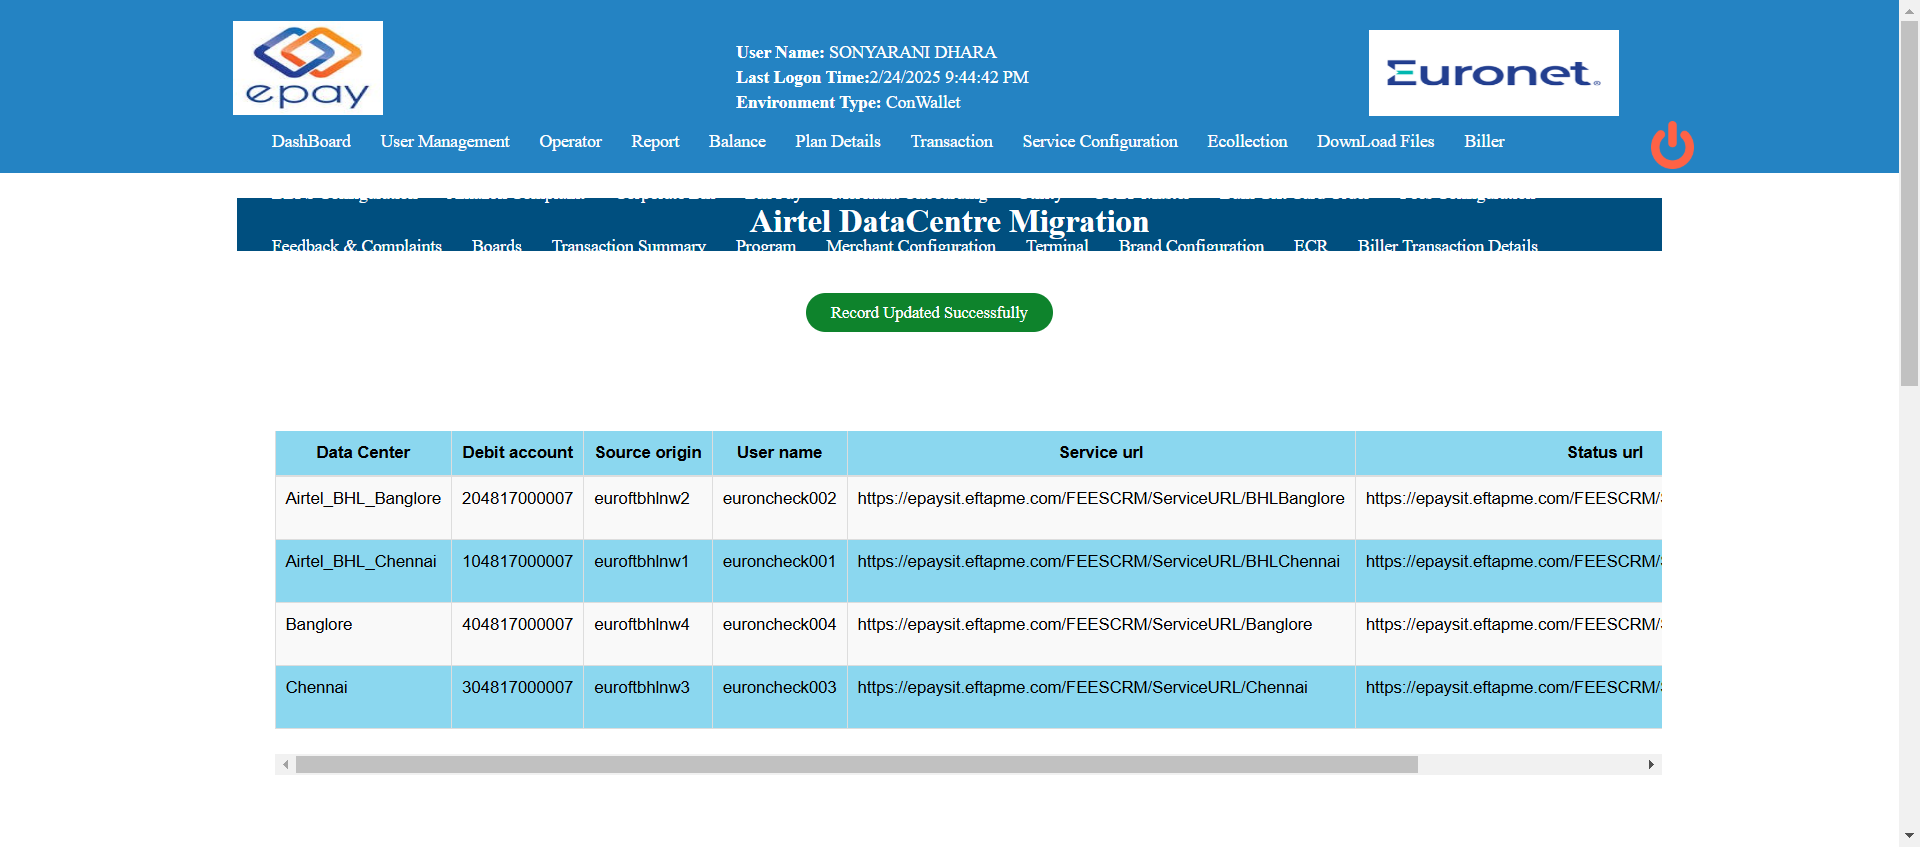 epay
User Name: SONYARANI DHARA
Last Logon Time:2/24/2025 9:44:42 PM
Environment Type: ConWallet
Euronet
DashBoard User Management Operator Report Balance Plan Details Transaction Service Configuration Ecollection DownLoad Files Biller
Airtel DataCentre Migration
Feedback & Complaints Boards Transaction Summary Program Merchant Configuration Terminal Brand Configuration ECR Biller Transaction Details
Record Updated Successfully
Data Center Debit account Source origin User name Service url Status url
Airtel_BHL_Banglore 204817000007 euroftbhlnw2 euroncheck002 https://epaysit.eftapme.com/FEESCRM/ServiceURL/BHLBanglore https://epaysit.eftapme.com/FEESCRM/
Airtel_BHL_Chennai 104817000007 euroftbhlnw1 euroncheck001 https://epaysit.eftapme.com/FEESCRM/ServiceURL/BHLChennai https://epaysit.eftapme.com/FEESCRM/
Banglore 404817000007 euroftbhlnw4 euroncheck004 https://epaysit.eftapme.com/FEESCRM/ServiceURL/Banglore https://epaysit.eftapme.com/FEESCRM/
Chennai 304817000007 euroftbhlnw3 euroncheck003 https://epaysit.eftapme.com/FEESCRM/ServiceURL/Chennai https://epaysit.eftapme.com/FEESCRM/